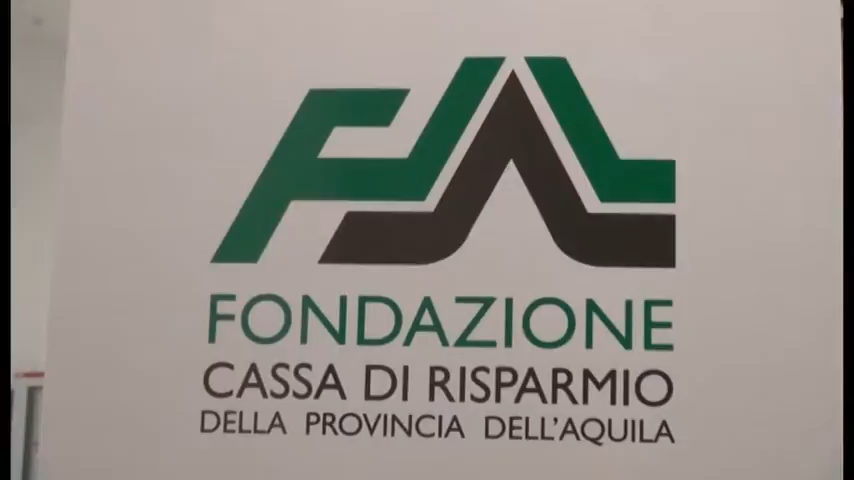 FONDAZIONE
CASSA DI RISPARMIO
DELLA PROVINCIA DELL'AQUILA